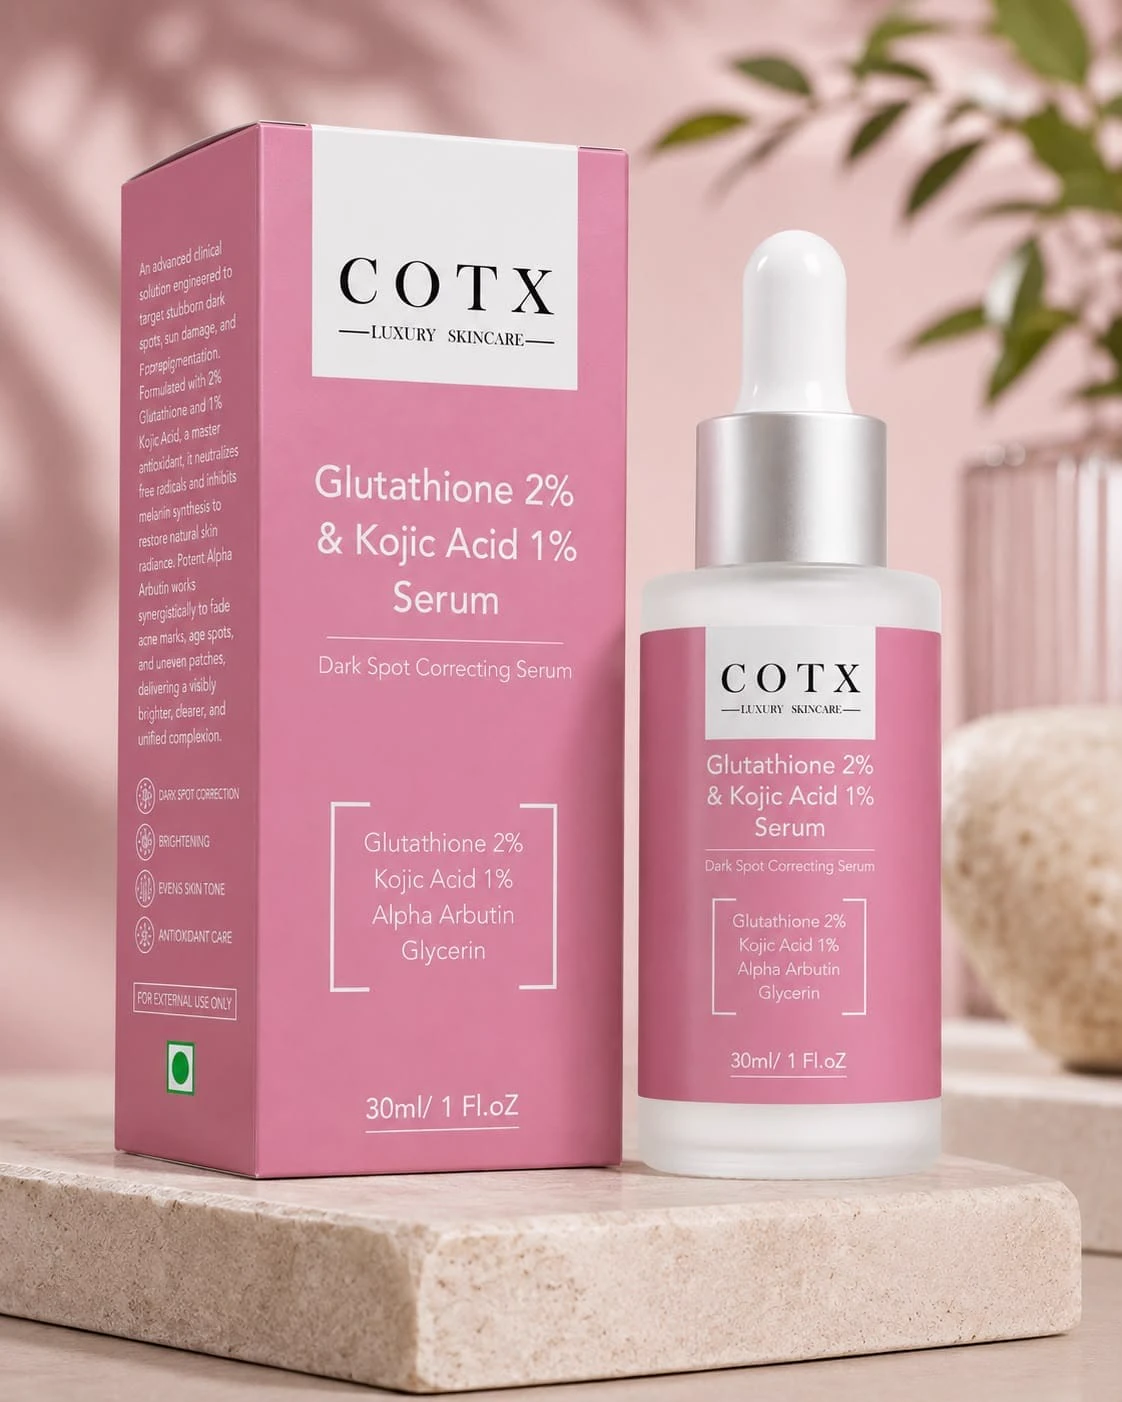 An advanced clinical
solution engineered to
target stubborn dark
spots, sun damage, and
Fpprepigmentation.
Formulated with 2%
Glutathione and 1%
Kojic Acid, a master
antioxidant, it neutralizes
free radicals and inhibits
melanin synthesis to
restore natural skin
radiance. Potent Alpha
Arbutin works
synergistically to fade
acne marks, age spots,
and uneven patches,
delivering a visibly
brighter, clearer, and
unified complexion.
DARK SPOT CORRECTION
BRIGHTENING
EVENS SKIN TONE
ANTIOXIDANT CARE
FOR EXTERNAL USE ONLY
COTX
LUXURY SKINCARE
Glutathione 2%
& Kojic Acid 1%
Serum
Dark Spot Correcting Serum
Glutathione 2%
Kojic Acid 1%
Alpha Arbutin
Glycerin
30ml/ 1 Fl.oZ
COTX
LUXURY SKINCARE
Glutathione 2%
& Kojic Acid 1%
Serum
Dark Spot Correcting Serum
Glutathione 2%
Kojic Acid 1%
Alpha Arbutin
Glycerin
30ml/ 1 Fl.oZ